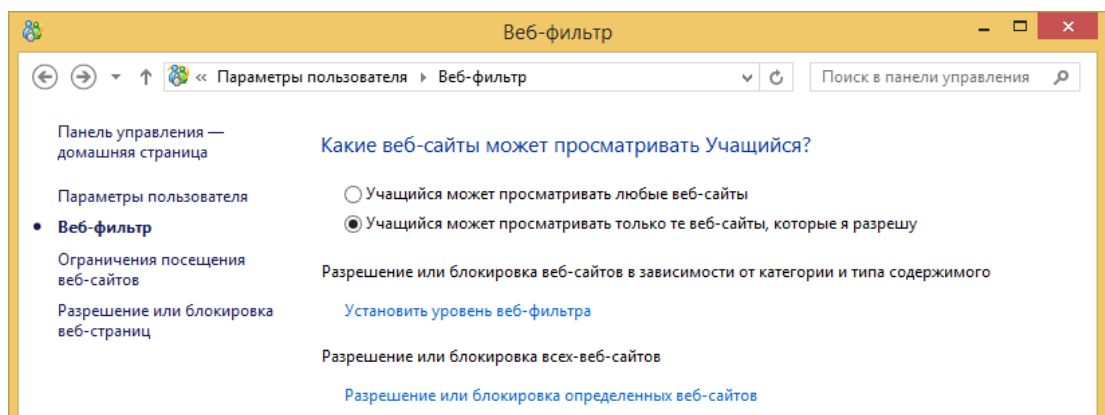 Веб-фильтр
« Параметры пользователя Веб-фильтр
Поиск в панели управления
Панель управления —
домашняя страница
Параметры пользователя
Веб-фильтр
Ограничения посещения
веб-сайтов
Разрешение или блокировка
веб-страниц
Какие веб-сайты может просматривать Учащийся?
Учащийся может просматривать любые веб-сайты
Учащийся может просматривать только те веб-сайты, которые я разрешу
Разрешение или блокировка веб-сайтов в зависимости от категории и типа содержимого
Установить уровень веб-фильтра
Разрешение или блокировка всех-веб-сайтов
Разрешение или блокировка определенных веб-сайтов